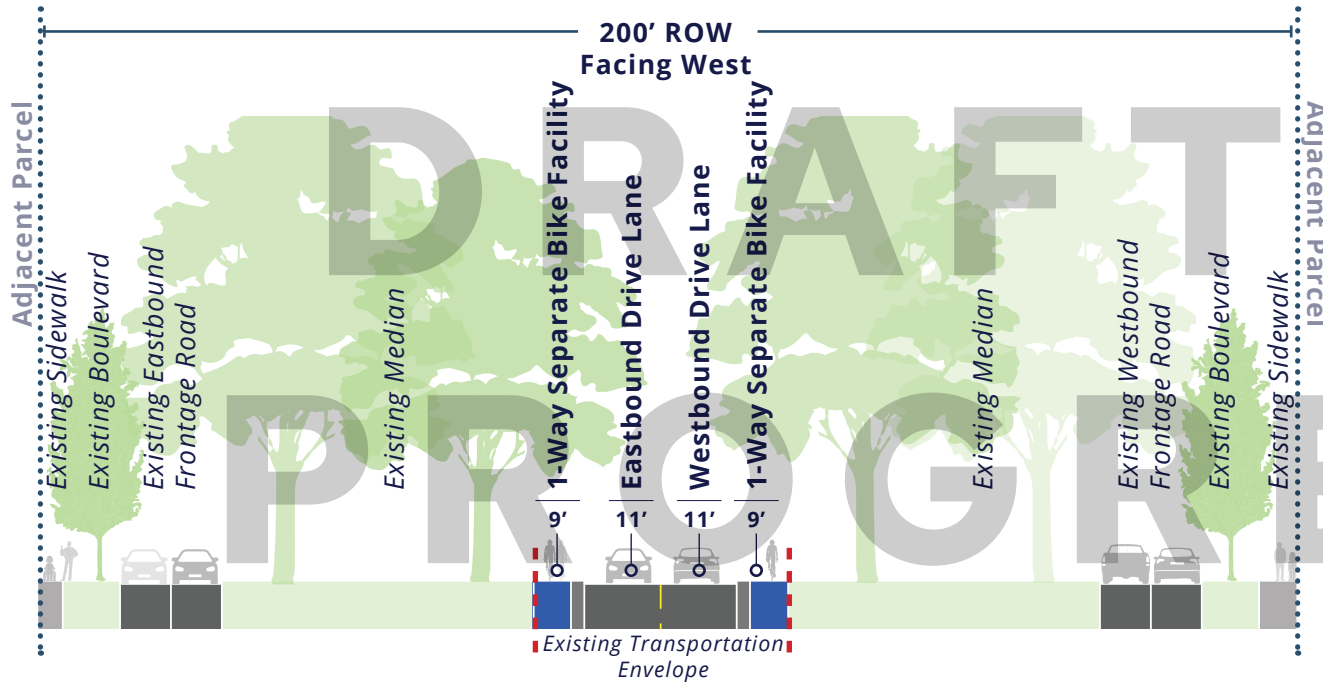 200’ ROW
Facing West
Adjacent Parcel
Existing Sidewalk
Existing Boulevard
Existing Eastbound
Frontage Road
Existing Median
1-Way Separate Bike Facility
9’
Eastbound Drive Lane
11’
Westbound Drive Lane
11’
1-Way Separate Bike Facility
9’
Existing Median
Existing Westbound
Frontage Road
Existing Boulevard
Existing Sidewalk
Adjacent Parcel
Existing Transportation
Envelope
DRAFT
PROGRE